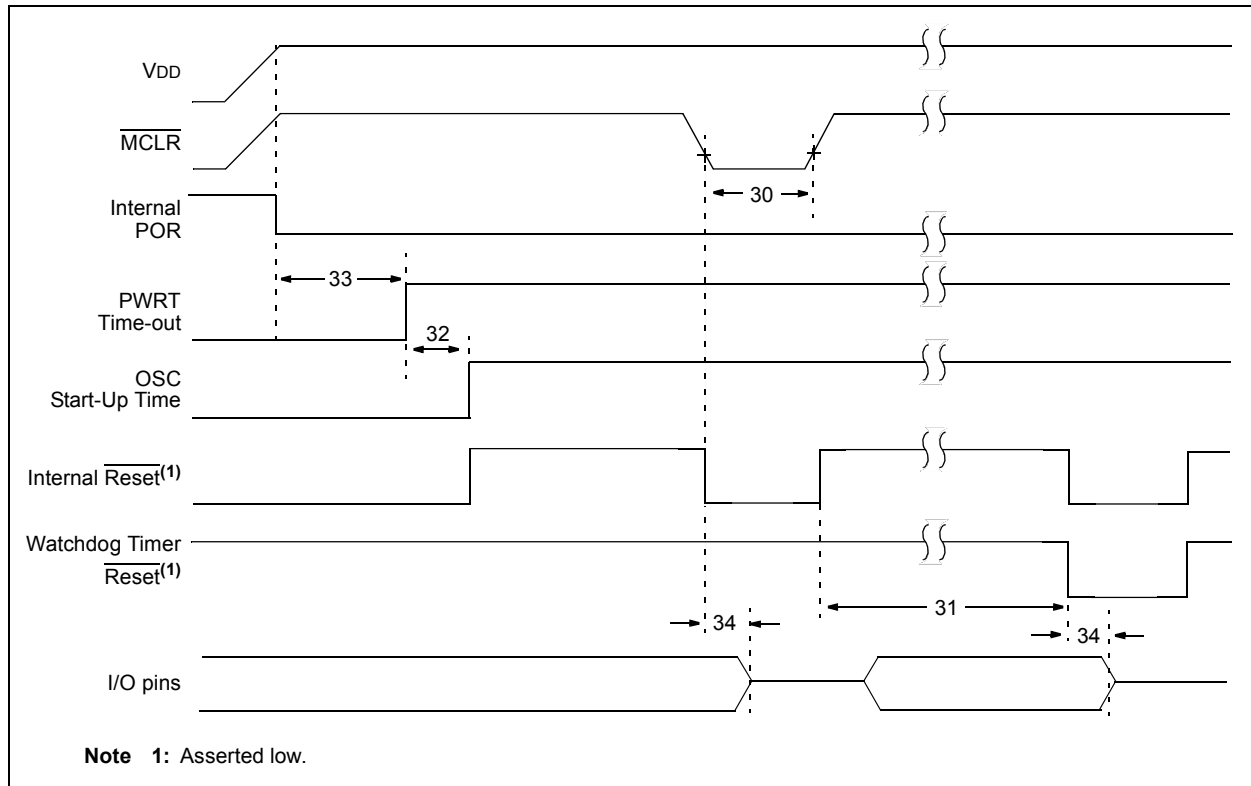 VDD
MCLR
30
Internal
POR
33
PWRT
Time-out
32
OSC
Start-Up Time
Internal Reset(1)
Watchdog Timer
Reset(1)
31
34
34
I/O pins
Note 1: Asserted low.